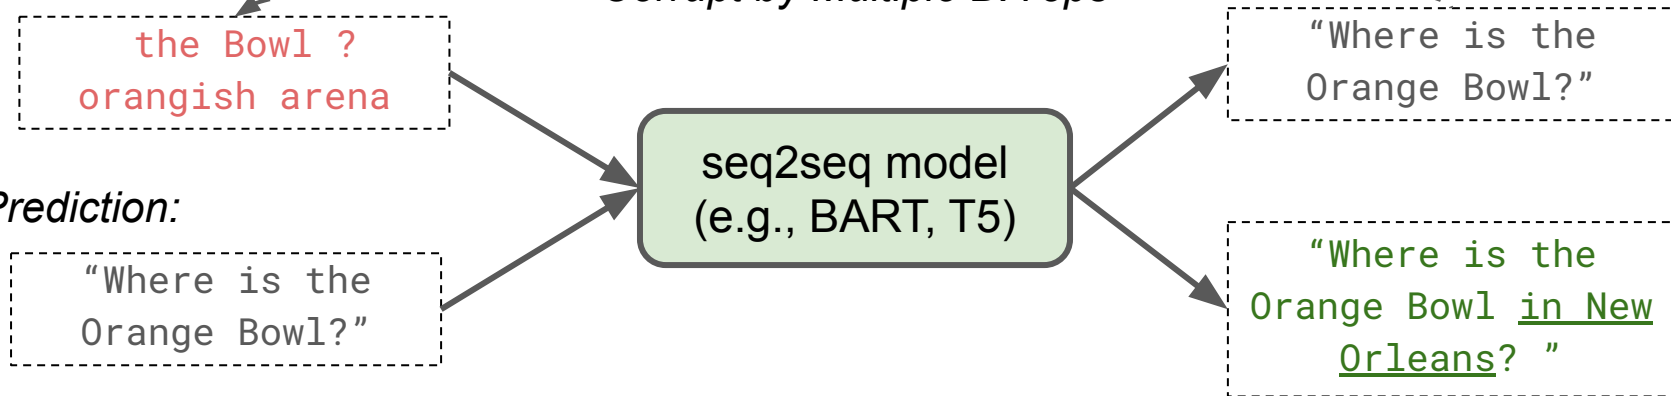 the Bowl ?
orangish arena
“Where is the
Orange Bowl?”
seq2seq model
(e.g., BART, T5)
Prediction:
“Where is the
Orange Bowl?”
“Where is the
Orange Bowl in New
Orleans? ”